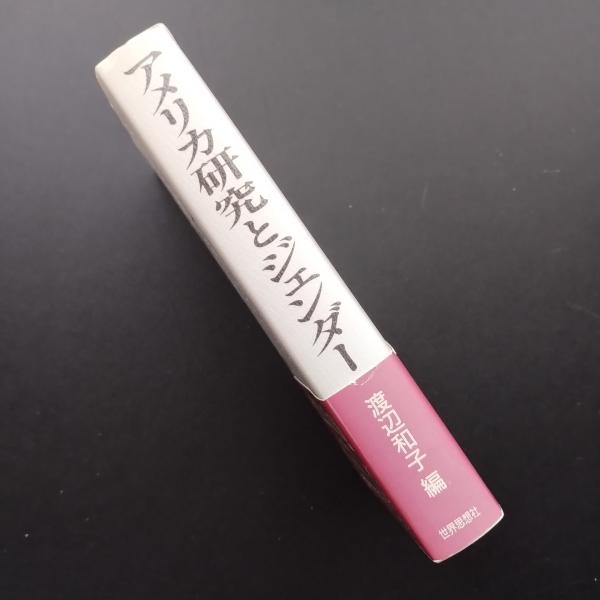 アメリカ研究とジェンダー
渡辺和子 編
世界思想社